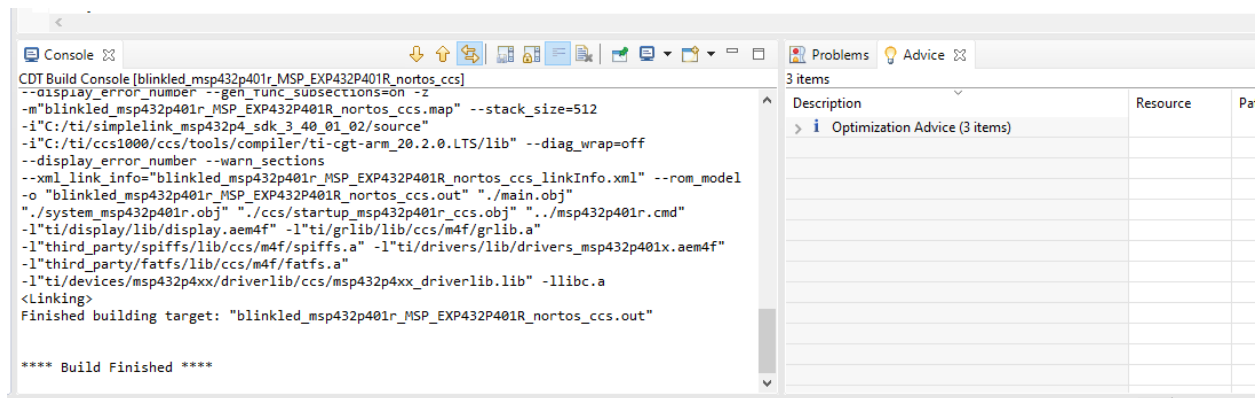 Console
CDT Build Console [blinkled_msp432p401r_MSP_EXP432P401R_nortos_ccs]
--display_error_number --gen_func_subsections=on -z
-m"blinkled_msp432p401r_MSP_EXP432P401R_nortos_ccs.map" --stack_size=512
-i"C:/ti/simplelink_msp432p4_sdk_3_40_01_02/source"
-i"C:/ti/ccs1000/ccs/tools/compiler/ti-cgt-arm_20.2.0.LTS/lib" --diag_wrap=off
--display_error_number --warn_sections
--xml_link_info="blinkled_msp432p401r_MSP_EXP432P401R_nortos_ccs_linkInfo.xml" --rom_model
-o "blinkled_msp432p401r_MSP_EXP432P401R_nortos_ccs.out" "./main.obj"
"./system_msp432p401r.obj" "./ccs/startup_msp432p401r_ccs.obj" "../msp432p401r.cmd"
-l"ti/display/lib/display.aem4f" -l"ti/grlib/lib/ccs/m4f/grlib.a"
-l"third_party/spiffs/lib/ccs/m4f/spiffs.a" -l"ti/drivers/lib/drivers_msp432p401x.aem4f"
-l"third_party/fatfs/lib/ccs/m4f/fatfs.a"
-l"ti/devices/msp432p4xx/driverlib/ccs/msp432p4xx_driverlib.lib" -llibc.a
<Linking>
Finished building target: "blinkled_msp432p401r_MSP_EXP432P401R_nortos_ccs.out"
**** Build Finished ****
Problems Advice
3 items
Description Resource Pa
Optimization Advice (3 items)